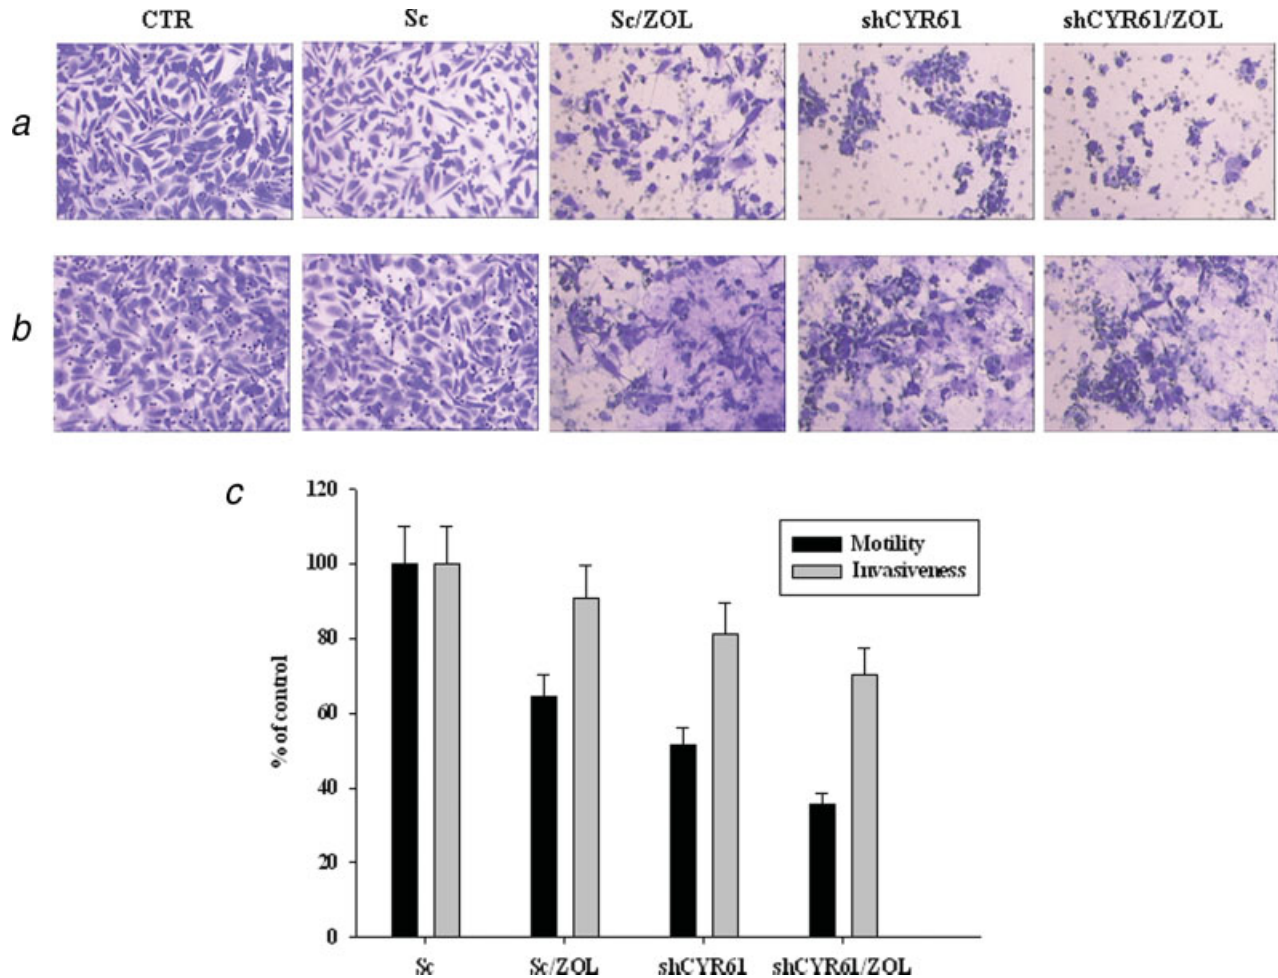 CTR Sc Sc/ZOL shCYR61 shCYR61/ZOL
a
b
c
120
100
80
60
40
20
0
% of control
Motility
Invasiveness
Sc Sc/ZOL shCYR61 shCYR61/ZOL